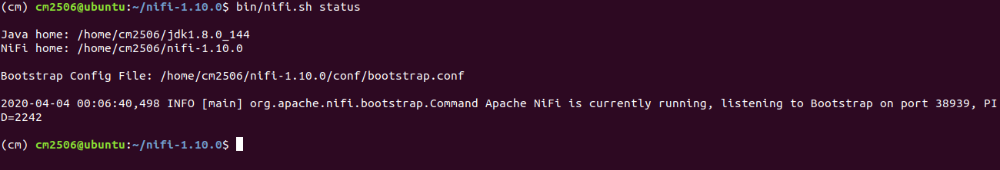 (cm) cm2506@ubuntu:~/nifi-1.10.0$ bin/nifi.sh status
Java home: /home/cm2506/jdk1.8.0_144
NiFi home: /home/cm2506/nifi-1.10.0
Bootstrap Config File: /home/cm2506/nifi-1.10.0/conf/bootstrap.conf
2020-04-04 00:06:40,498 INFO [main] org.apache.nifi.bootstrap.Command Apache NiFi is currently running, listening to Bootstrap on port 38939, PI
D=2242
(cm) cm2506@ubuntu:~/nifi-1.10.0$